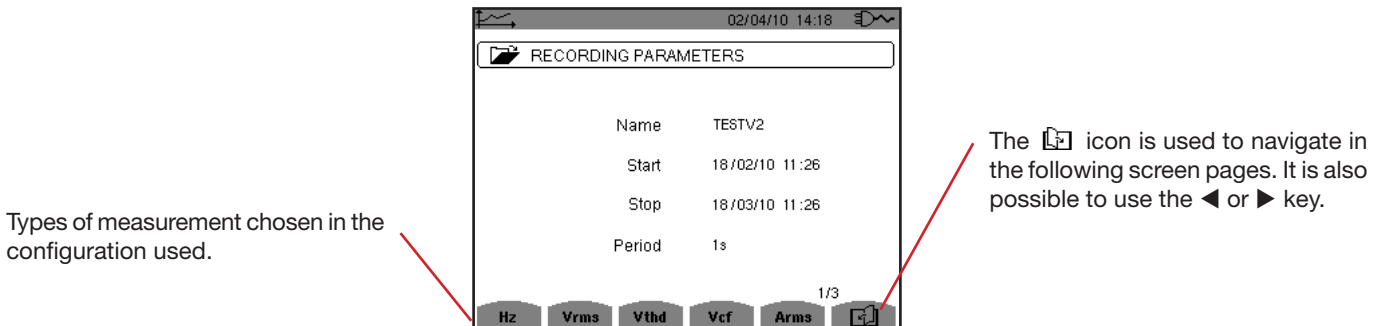 02/04/10 14:18
RECORDING PARAMETERS
Name TESTV2
Start 18/02/10 11:26
Stop 18/03/10 11:26
Period 1s
1/3
Hz Vrms Vthd Vcf Arms
Types of measurement chosen in the
configuration used.
The icon is used to navigate in
the following screen pages. It is also
possible to use the ◀ or ▶ key.